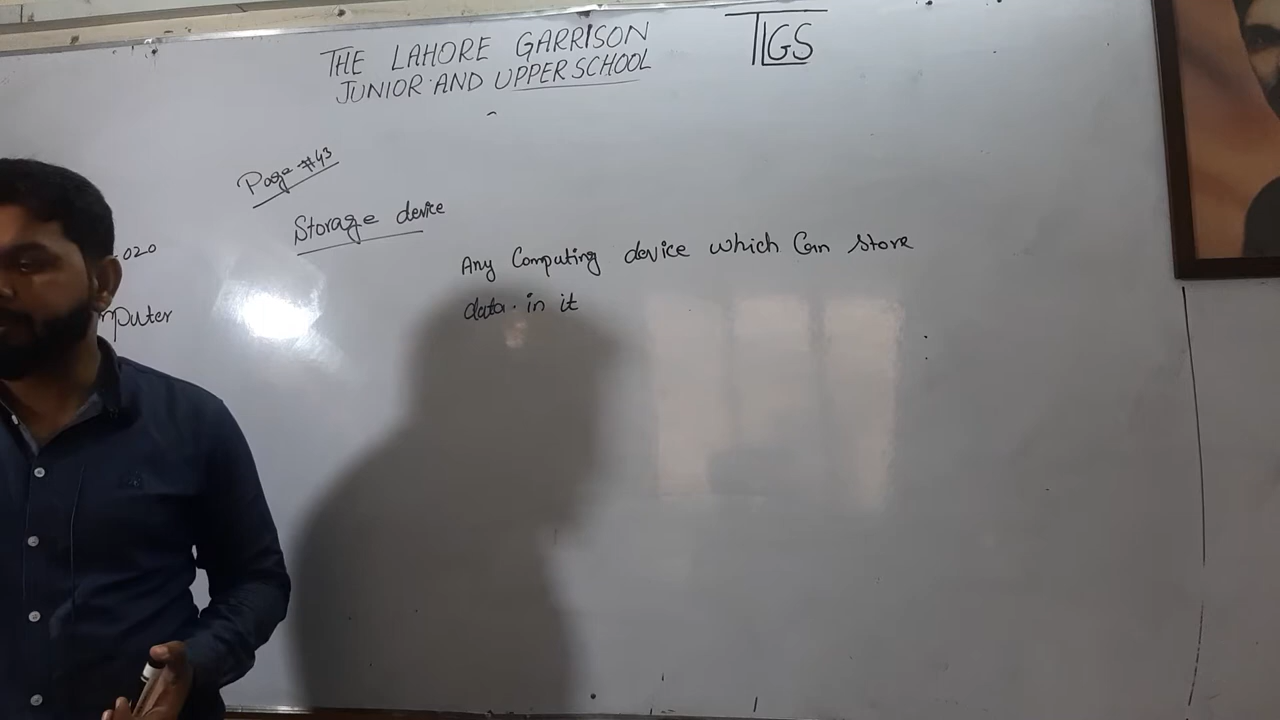 THE LAHORE GARRISON
JUNIOR AND UPPER SCHOOL
TLGS
Page #43
Storage device
020
mputer
Any Computing device which Can store
data in it